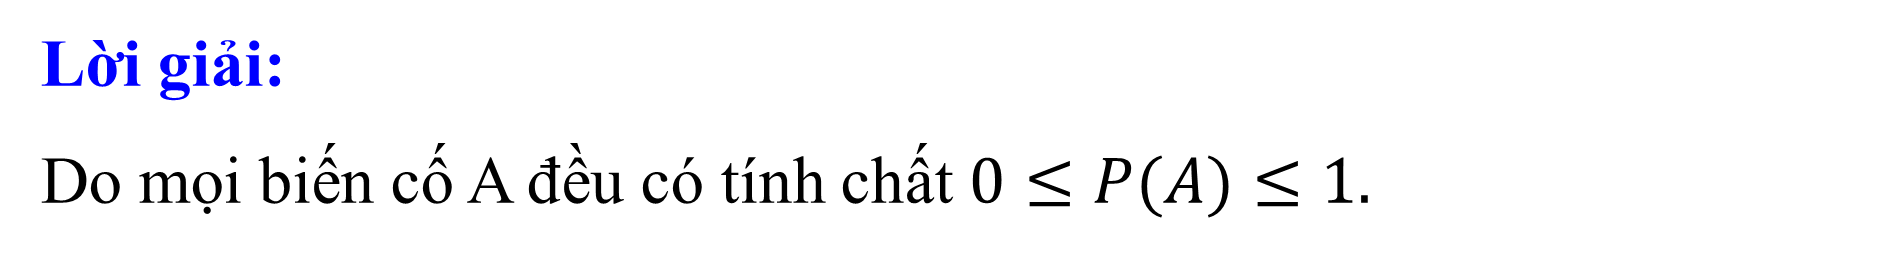 Lời giải:
Do mọi biến cố A đều có tính chất 0 ≤ P(A) ≤ 1.